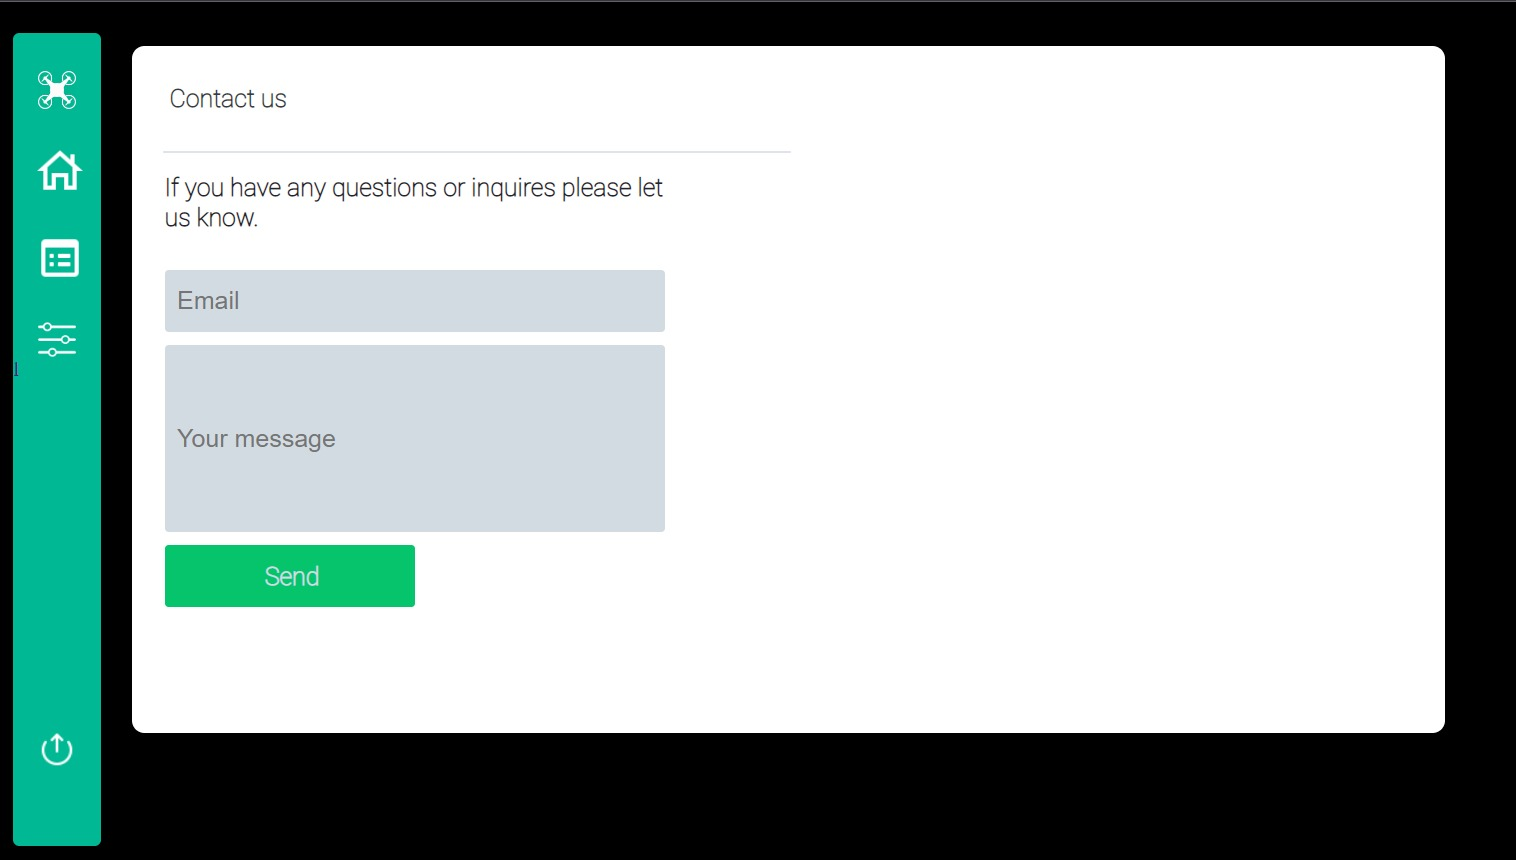 Contact us
If you have any questions or inquires please let
us know.
Email
l
Your message
Send